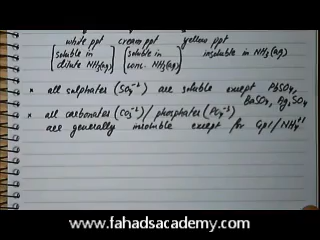 white ppt cream ppt yellow ppt
[soluble in [soluble in insoluble in NH₃(aq)
dilute NH₃(aq)] conc. NH₃(aq)]
* all sulphates (SO₄⁻²) are soluble except PbSO₄,
BaSO₄, Ag₂SO₄
* all carbonates (CO₃⁻²) / phosphates (PO₄⁻³)
are generally insoluble except for Gp1/NH₄⁺¹
www.fahadsacademy.com